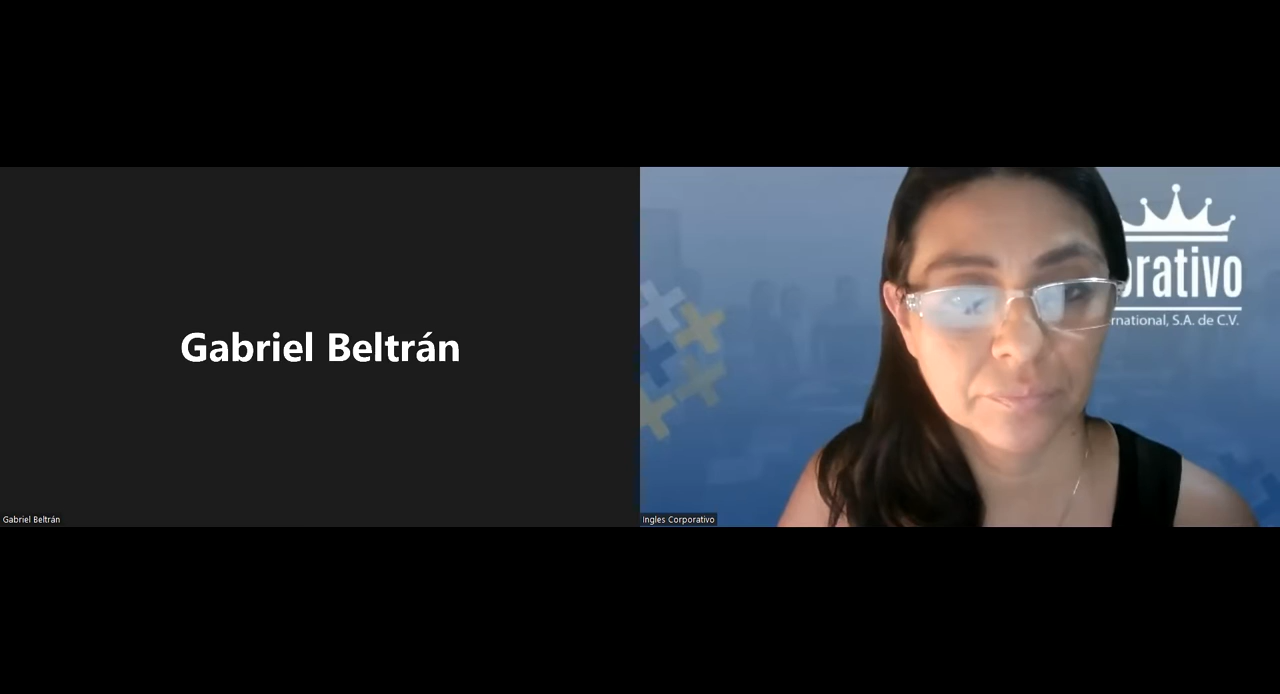 Gabriel Beltrán
Gabriel Beltrán
orativo
rnational, S.A. de C.V.
Ingles Corporativo